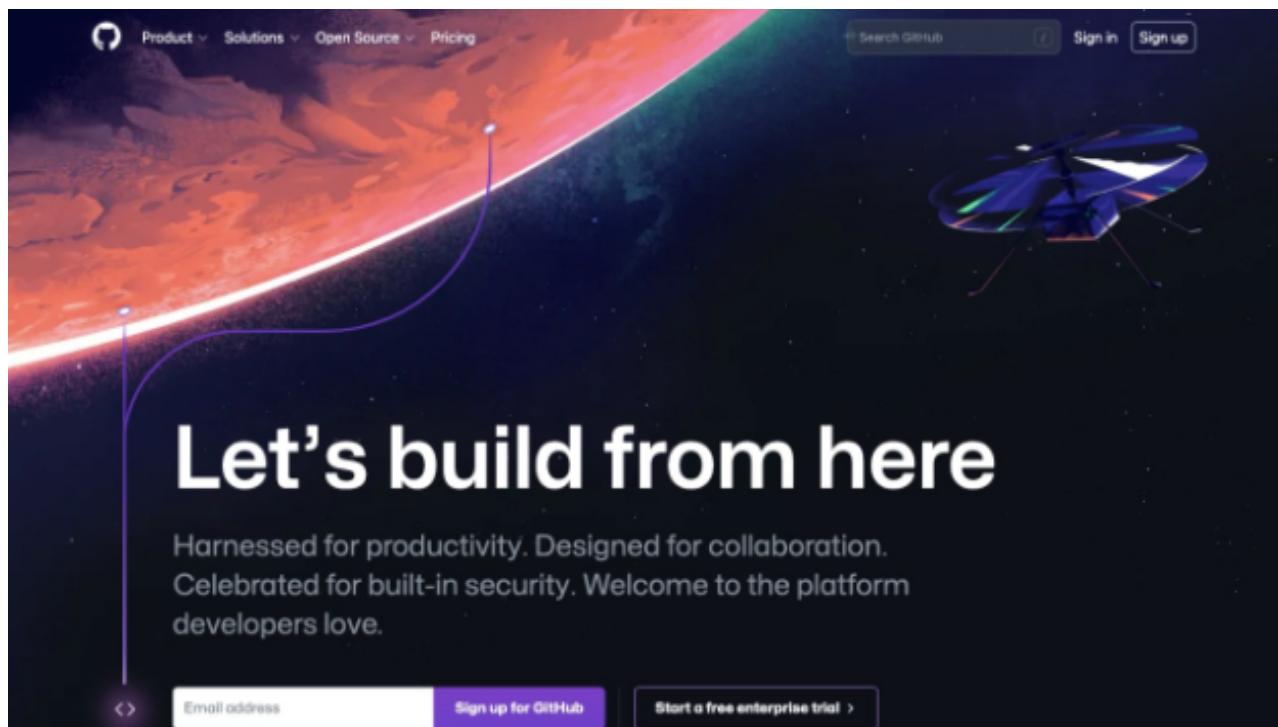 Product Solutions Open Source Pricing Search GitHub / Sign in Sign up
Let's build from here
Harnessed for productivity. Designed for collaboration.
Celebrated for built-in security. Welcome to the platform
developers love.
Email address Sign up for GitHub Start a free enterprise trial